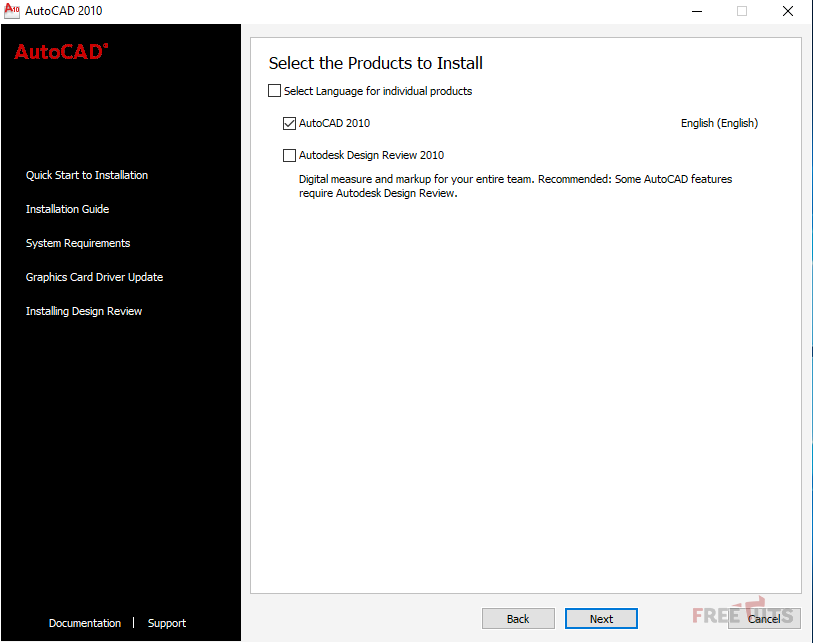 AutoCAD 2010
AutoCAD®
Select the Products to Install
Select Language for individual products
AutoCAD 2010
English (English)
Autodesk Design Review 2010
Digital measure and markup for your entire team. Recommended: Some AutoCAD features
require Autodesk Design Review.
Quick Start to Installation
Installation Guide
System Requirements
Graphics Card Driver Update
Installing Design Review
Documentation | Support
Back
Next
Cancel
FREETUTS